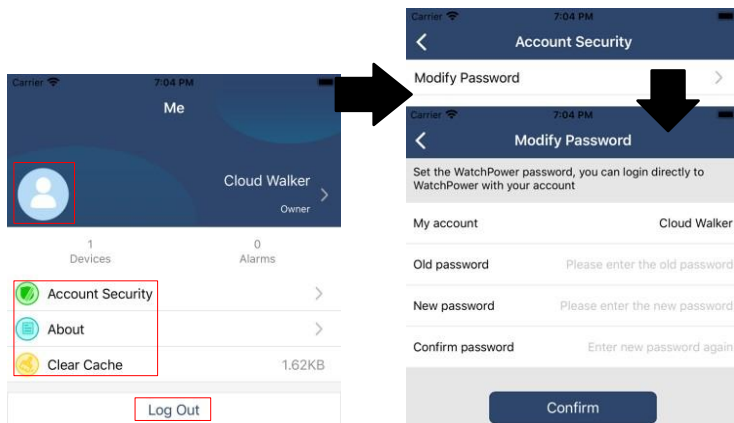 Carrier 7:04 PM
Me
Cloud Walker
Owner
1 0
Devices Alarms
Account Security
About
Clear Cache 1.62KB
Log Out
Carrier 7:04 PM
Account Security
Modify Password
Carrier 7:04 PM
Modify Password
Set the WatchPower password, you can login directly to
WatchPower with your account
My account Cloud Walker
Old password Please enter the old password
New password Please enter the new password
Confirm password Enter new password again
Confirm